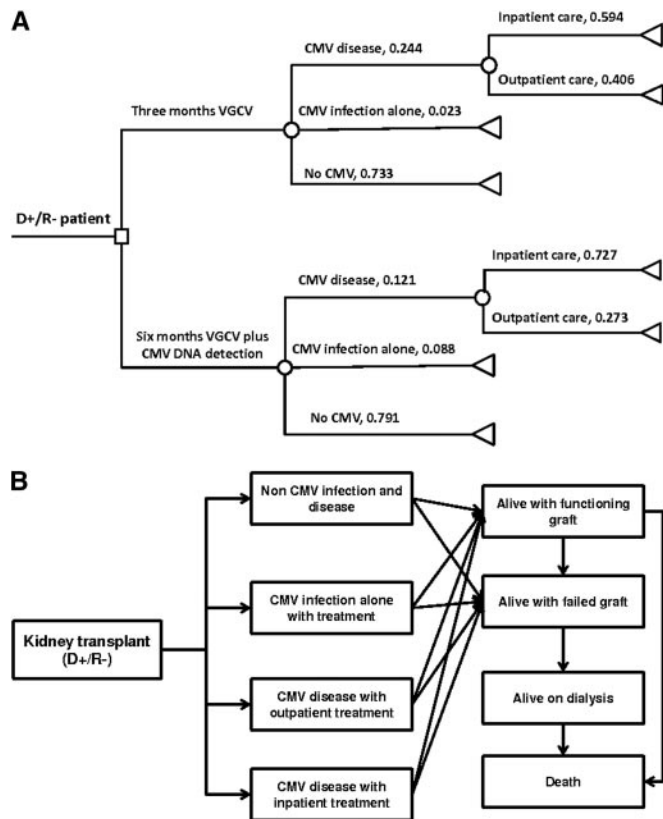 A
Inpatient care, 0.594
CMV disease, 0.244
Outpatient care, 0.406
Three months VGCV
CMV infection alone, 0.023
No CMV, 0.733
D+/R- patient
Inpatient care, 0.727
CMV disease, 0.121
Outpatient care, 0.273
Six months VGCV plus
CMV DNA detection
CMV infection alone, 0.088
No CMV, 0.791
B
Non CMV infection and
disease
Alive with functioning
graft
CMV infection alone
with treatment
Alive with failed graft
Kidney transplant
(D+/R-)
CMV disease with
outpatient treatment
Alive on dialysis
CMV disease with
inpatient treatment
Death